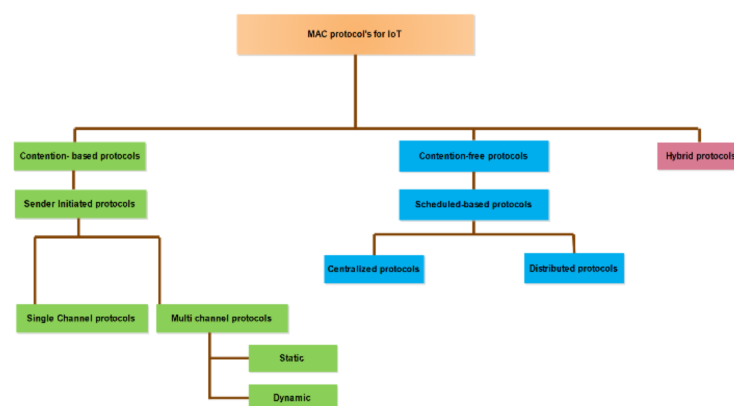 MAC protocol's for IoT
Contention- based protocols
Contention-free protocols
Hybrid protocols
Sender Initiated protocols
Scheduled-based protocols
Centralized protocols
Distributed protocols
Single Channel protocols
Multi channel protocols
Static
Dynamic